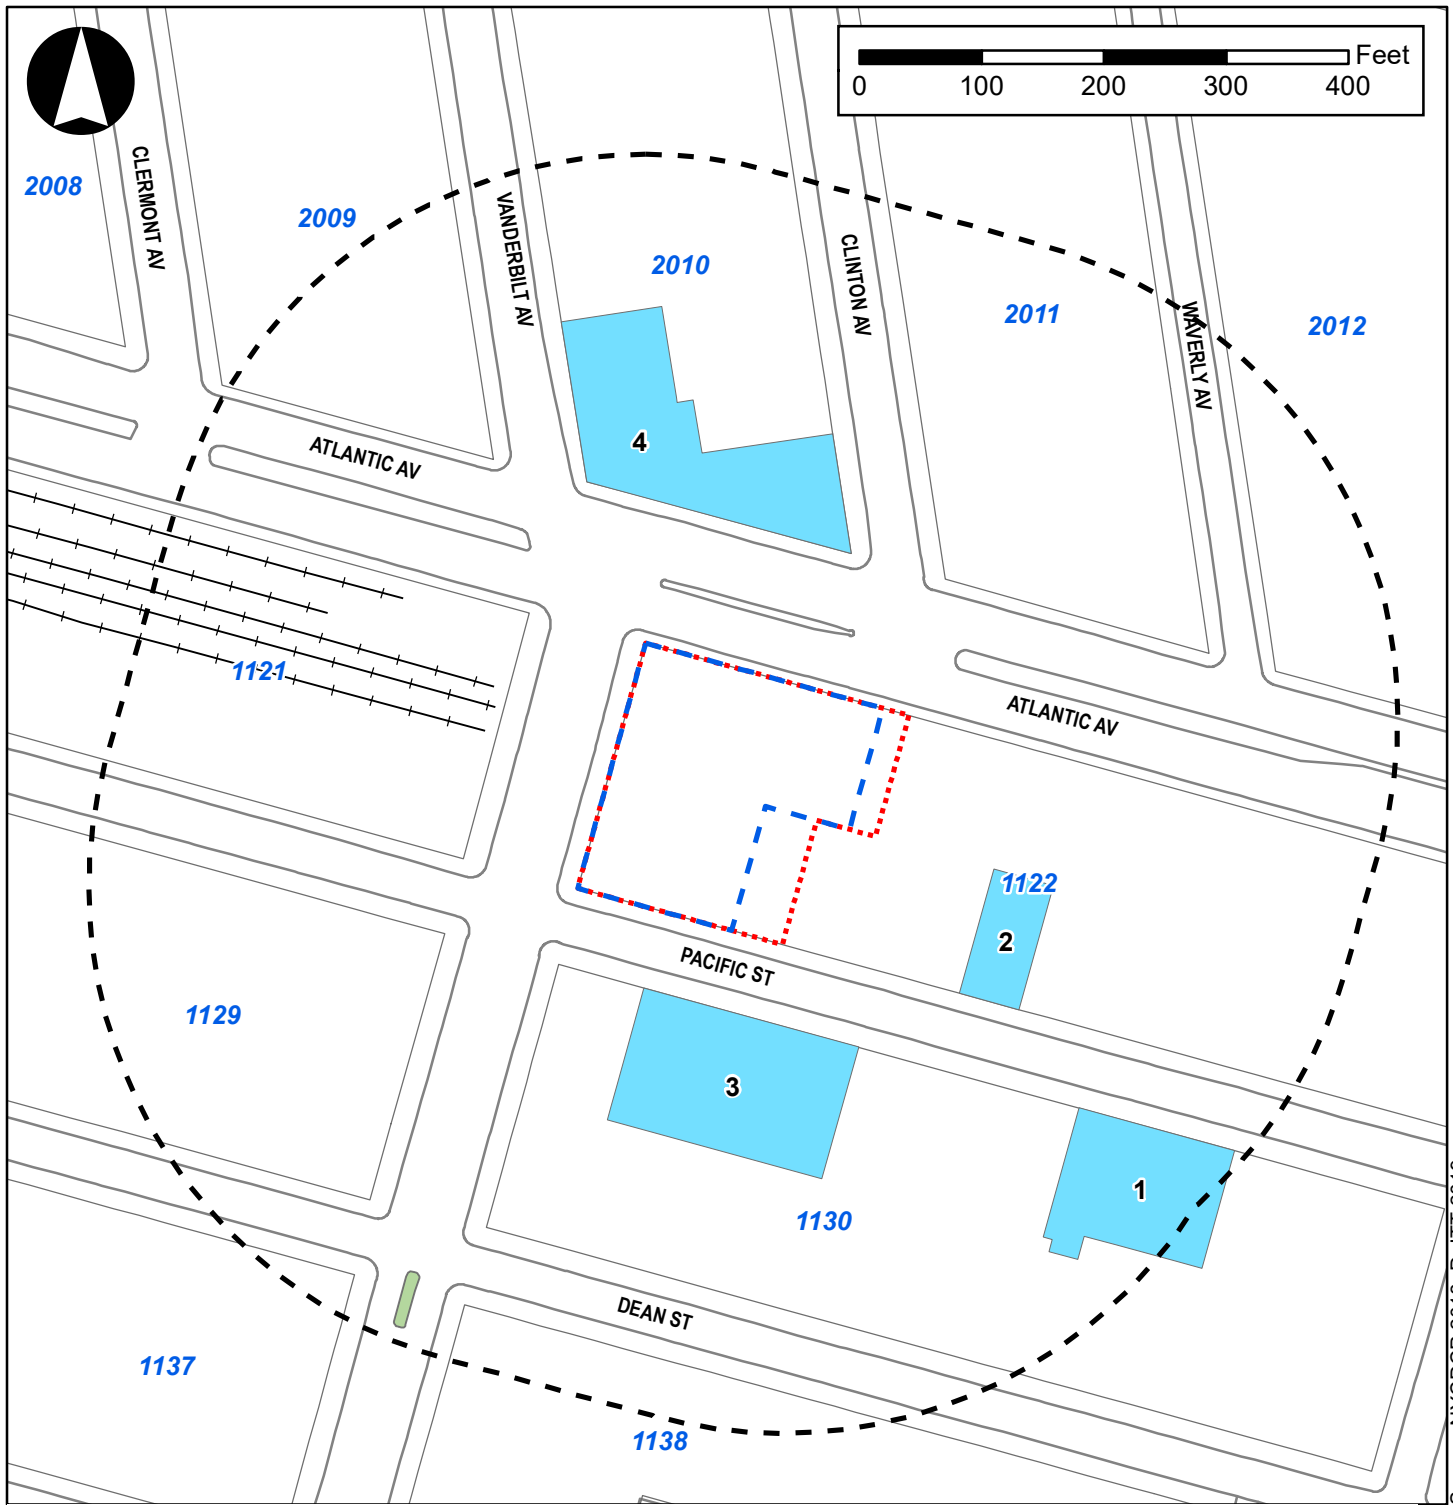 Feet
0 100 200 300 400
CLERMONT AV
2008
2009
VANDERBILT AV
2010
CLINTON AV
2011
WAVERLY AV
2012
4
ATLANTIC AV
1121
ATLANTIC AV
1122
2
PACIFIC ST
1129
3
1
1130
DEAN ST
1137
1138